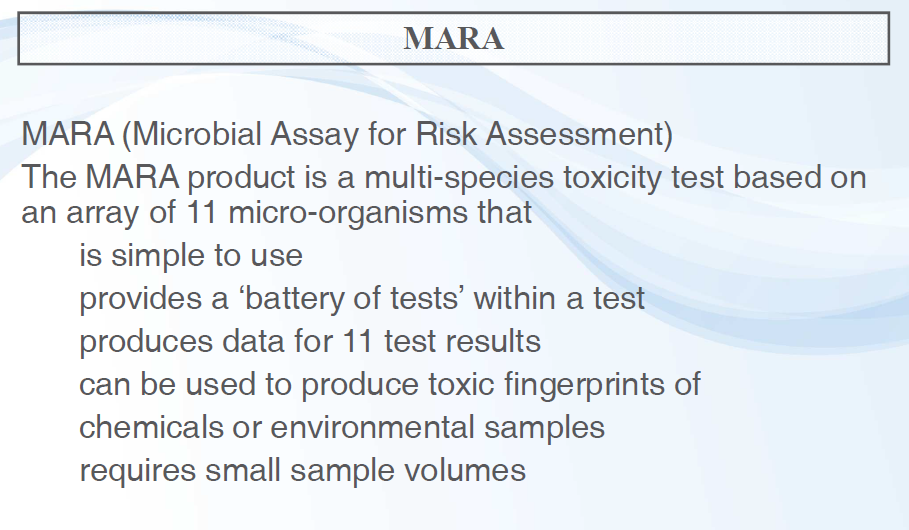 MARA
MARA (Microbial Assay for Risk Assessment)
The MARA product is a multi-species toxicity test based on
an array of 11 micro-organisms that
is simple to use
provides a ‘battery of tests’ within a test
produces data for 11 test results
can be used to produce toxic fingerprints of
chemicals or environmental samples
requires small sample volumes